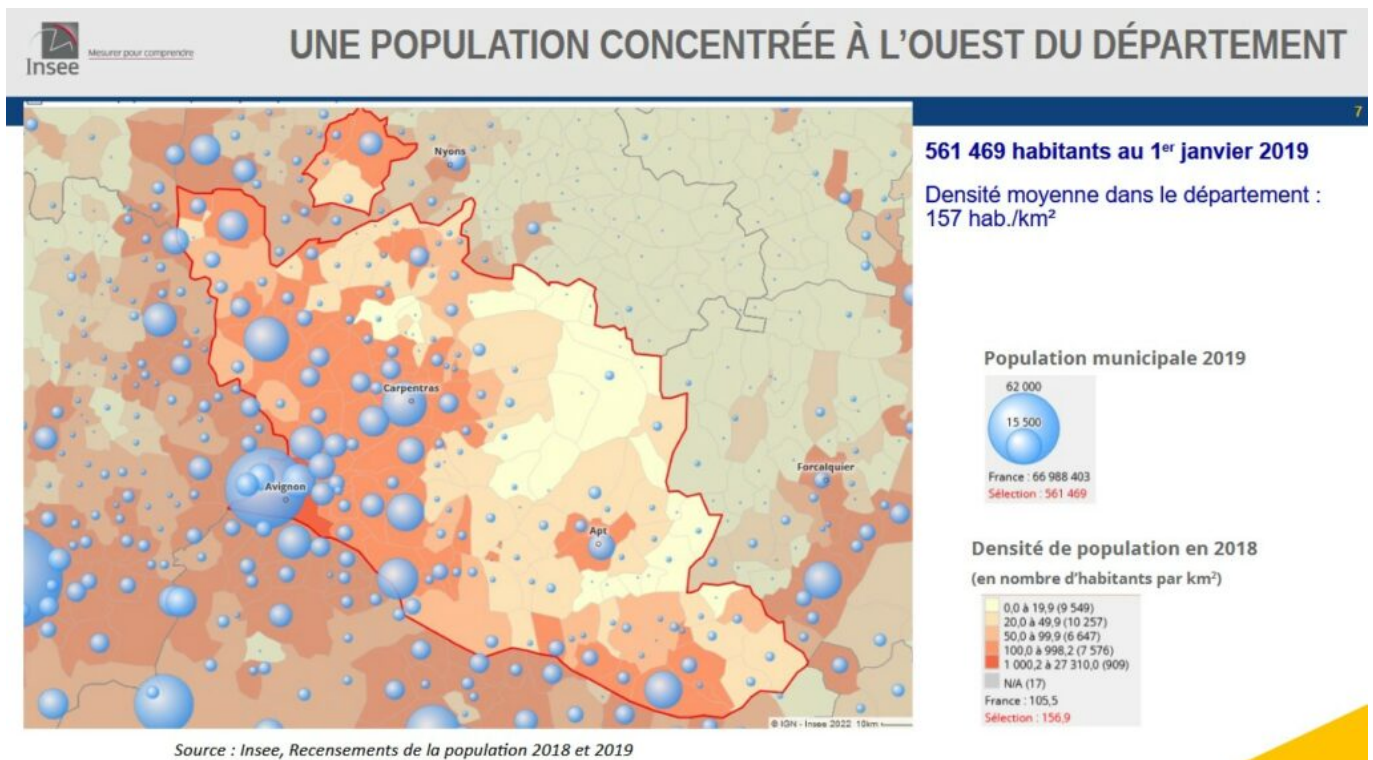 Insee
Mesurer pour comprendre
UNE POPULATION CONCENTRÉE À L'OUEST DU DÉPARTEMENT
7
561 469 habitants au 1er janvier 2019
Densité moyenne dans le département :
157 hab./km²
Nyons
Carpentras
Avignon
Apt
Forcalquier
© IGN - Insee 2022 10km
Population municipale 2019
62 000
15 500
France : 66 988 403
Sélection : 561 469
Densité de population en 2018
(en nombre d'habitants par km²)
0,0 à 19,9 (9 549)
20,0 à 49,9 (10 257)
50,0 à 99,9 (6 647)
100,0 à 998,2 (7 576)
1 000,2 à 27 310,0 (909)
N/A (17)
France : 105,5
Sélection : 156,9
Source : Insee, Recensements de la population 2018 et 2019